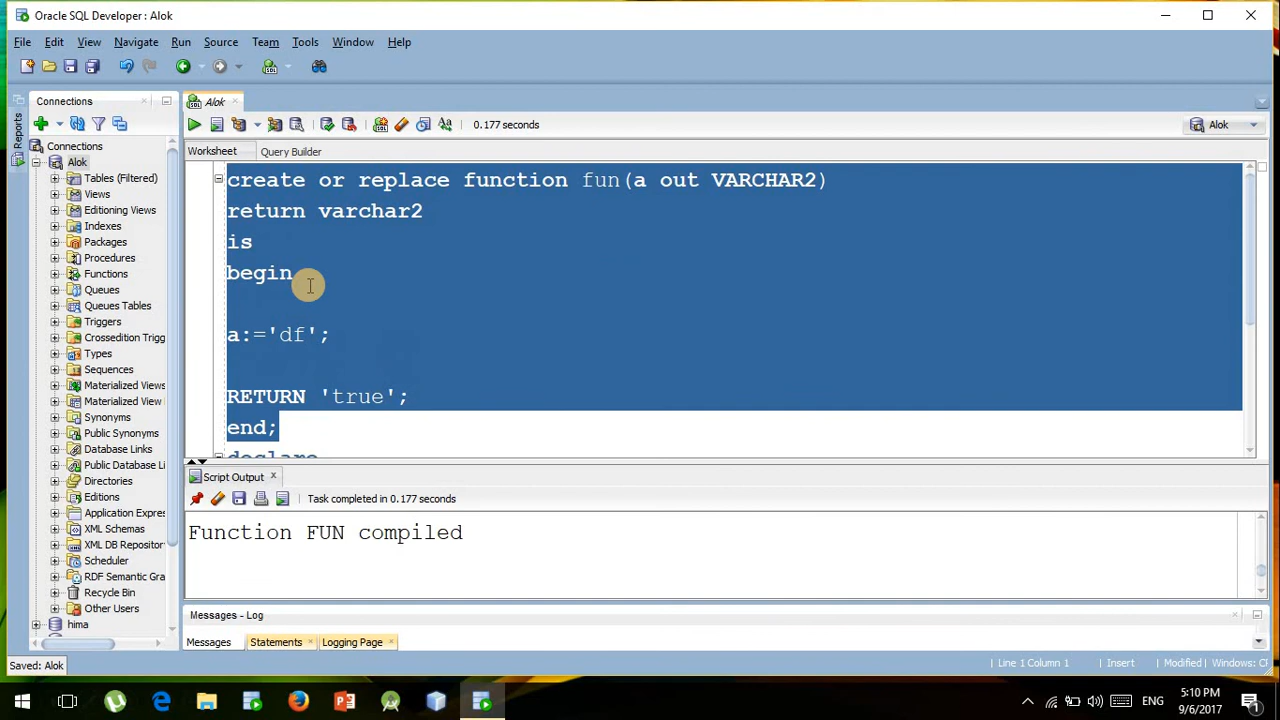 Oracle SQL Developer : Alok
File Edit View Navigate Run Source Team Tools Window Help
Connections
Alok
0.177 seconds
Alok
Reports
Worksheet Query Builder
Connections
Alok
Tables (Filtered)
Views
Editioning Views
Indexes
Packages
Procedures
Functions
Queues
Queues Tables
Triggers
Crossedition Trigg
Types
Sequences
Materialized Views
Materialized View
Synonyms
Public Synonyms
Database Links
Public Database Li
Directories
Editions
Application Expres
XML Schemas
XML DB Repositor
Scheduler
RDF Semantic Gra
Recycle Bin
Other Users
hima
create or replace function fun(a out VARCHAR2)
return varchar2
is
begin
a:='df';
RETURN 'true';
end;
declare
Script Output
Task completed in 0.177 seconds
Function FUN compiled
Messages - Log
Messages Statements Logging Page
Saved: Alok
Line 1 Column 1 Insert Modified Windows: CF
ENG
5:10 PM
9/6/2017